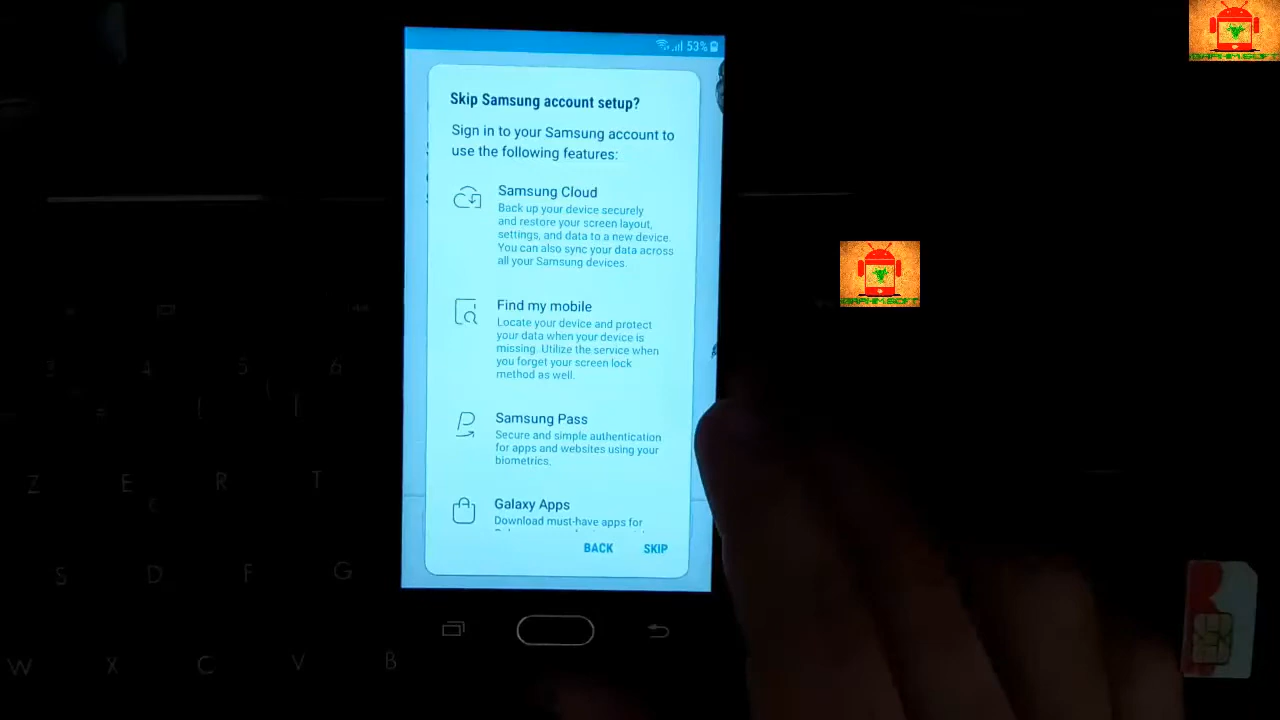 53%
Skip Samsung account setup?
Sign in to your Samsung account to
use the following features:
Samsung Cloud
Back up your device securely
and restore your screen layout,
settings, and data to a new device.
You can also sync your data across
all your Samsung devices.
Find my mobile
Locate your device and protect
your data when your device is
missing. Utilize the service when
you forget your screen lock
method as well.
Samsung Pass
Secure and simple authentication
for apps and websites using your
biometrics.
Galaxy Apps
Download must-have apps for
BACK SKIP
3 4 5 6
Z E R T
€
S D F G
W X C V B